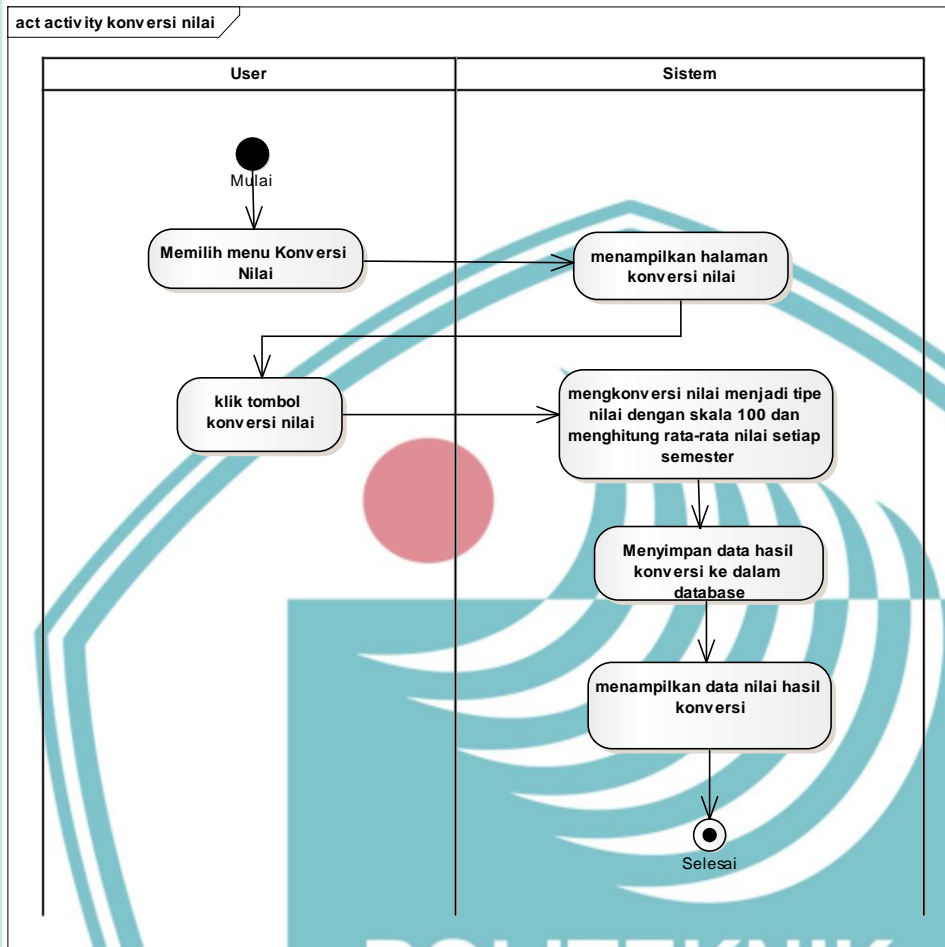 act activity konversi nilai
User
Sistem
Mulai
Memilih menu Konversi
Nilai
menampilkan halaman
konversi nilai
klik tombol
konversi nilai
mengkonversi nilai menjadi tipe
nilai dengan skala 100 dan
menghitung rata-rata nilai setiap
semester
Menyimpan data hasil
konversi ke dalam
database
menampilkan data nilai hasil
konversi
Selesai
POLITEKNIK